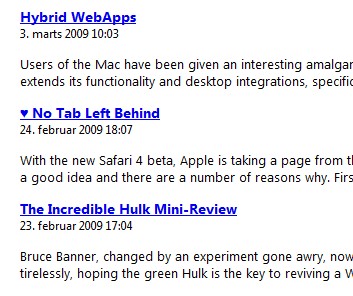 Hybrid WebApps
3. marts 2009 10:03
Users of the Mac have been given an interesting
extends its functionality and desktop integrations,
♥ No Tab Left Behind
24. februar 2009 18:07
With the new Safari 4 beta, Apple is taking a page from
a good idea and there are a number of reasons why.
The Incredible Hulk Mini-Review
23. februar 2009 17:04
Bruce Banner, changed by an experiment gone awry, now
tirelessly, hoping the green Hulk is the key to reviving a